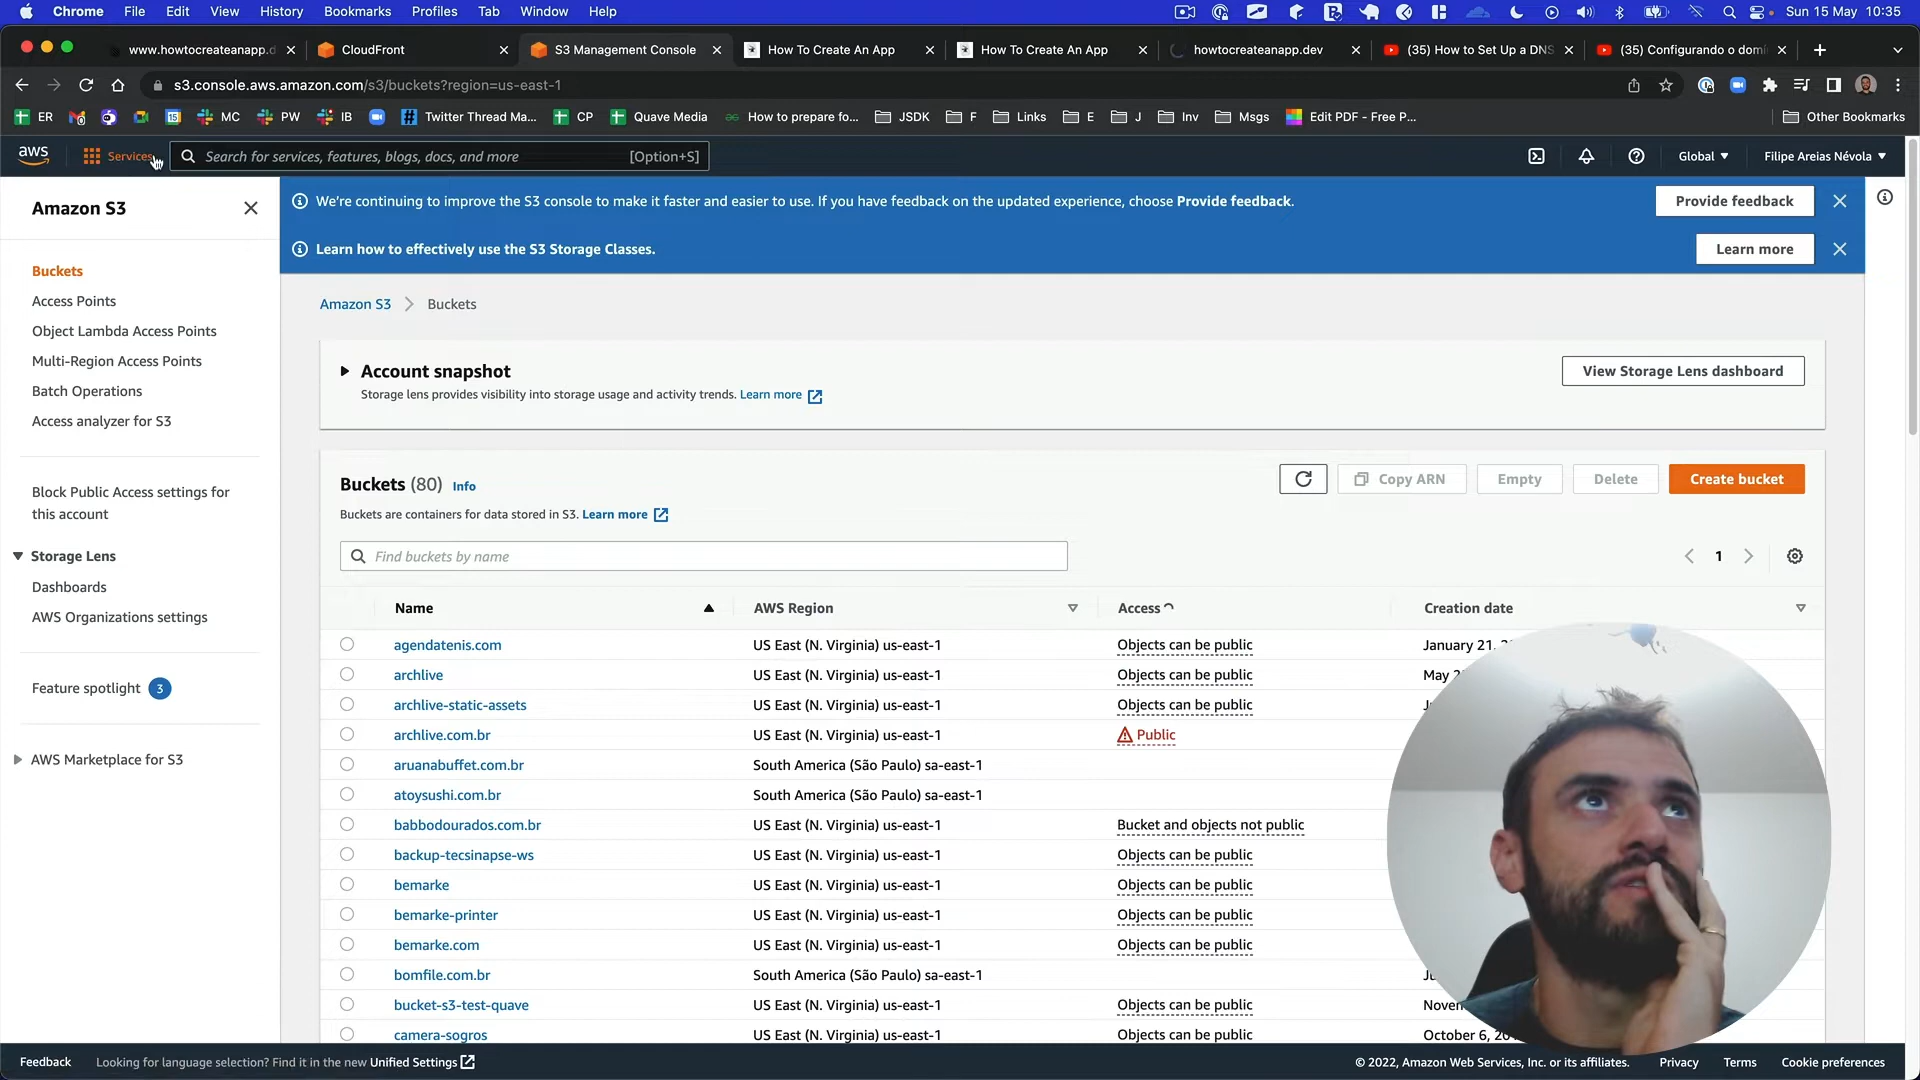 Chrome File Edit View History Bookmarks Profiles Tab Window Help Sun 15 May 10:35
www.howtocreateanapp.d CloudFront S3 Management Console How To Create An App How To Create An App howtocreateanapp.dev (35) How to Set Up a DNS (35) Configurando o domi
s3.console.aws.amazon.com/s3/buckets?region=us-east-1
ER 15 MC PW IB Twitter Thread Ma... CP Quave Media How to prepare fo... JSDK F Links E J Inv Msgs Edit PDF - Free P... Other Bookmarks
aws Services Search for services, features, blogs, docs, and more [Option+S] Global Filipe Areias Névola
Amazon S3
We're continuing to improve the S3 console to make it faster and easier to use. If you have feedback on the updated experience, choose Provide feedback. Provide feedback
Learn how to effectively use the S3 Storage Classes. Learn more
Buckets
Access Points
Object Lambda Access Points
Multi-Region Access Points
Batch Operations
Access analyzer for S3
Block Public Access settings for
this account
Storage Lens
Dashboards
AWS Organizations settings
Feature spotlight 3
AWS Marketplace for S3
Amazon S3 Buckets
Account snapshot View Storage Lens dashboard
Storage lens provides visibility into storage usage and activity trends. Learn more
Buckets (80) Info Copy ARN Empty Delete Create bucket
Buckets are containers for data stored in S3. Learn more
Find buckets by name 1
Name AWS Region Access Creation date
agendatenis.com US East (N. Virginia) us-east-1 Objects can be public January 21,
archlive US East (N. Virginia) us-east-1 Objects can be public May
archlive-static-assets US East (N. Virginia) us-east-1 Objects can be public
archlive.com.br US East (N. Virginia) us-east-1 Public
aruanabuffet.com.br South America (São Paulo) sa-east-1
atoysushi.com.br South America (São Paulo) sa-east-1
babbodourados.com.br US East (N. Virginia) us-east-1 Bucket and objects not public
backup-tecsinapse-ws US East (N. Virginia) us-east-1 Objects can be public
bemarke US East (N. Virginia) us-east-1 Objects can be public
bemarke-printer US East (N. Virginia) us-east-1 Objects can be public
bemarke.com US East (N. Virginia) us-east-1 Objects can be public
bomfile.com.br South America (São Paulo) sa-east-1
bucket-s3-test-quave US East (N. Virginia) us-east-1 Objects can be public
camera-sogros US East (N. Virginia) us-east-1 Objects can be public October 6,
Feedback Looking for language selection? Find it in the new Unified Settings © 2022, Amazon Web Services, Inc. or its affiliates. Privacy Terms Cookie preferences